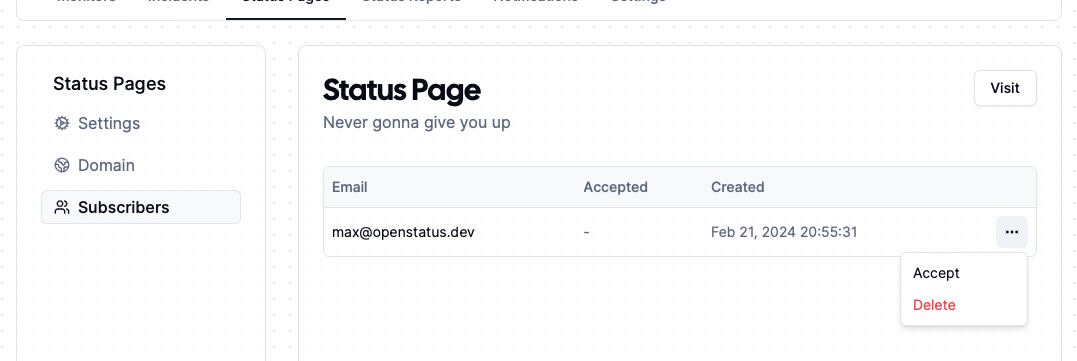 Monitors Incidents Status Pages Status Reports Notifications Settings
Status Pages
Settings
Domain
Subscribers
Status Page
Visit
Never gonna give you up
Email Accepted Created
max@openstatus.dev - Feb 21, 2024 20:55:31
Accept
Delete